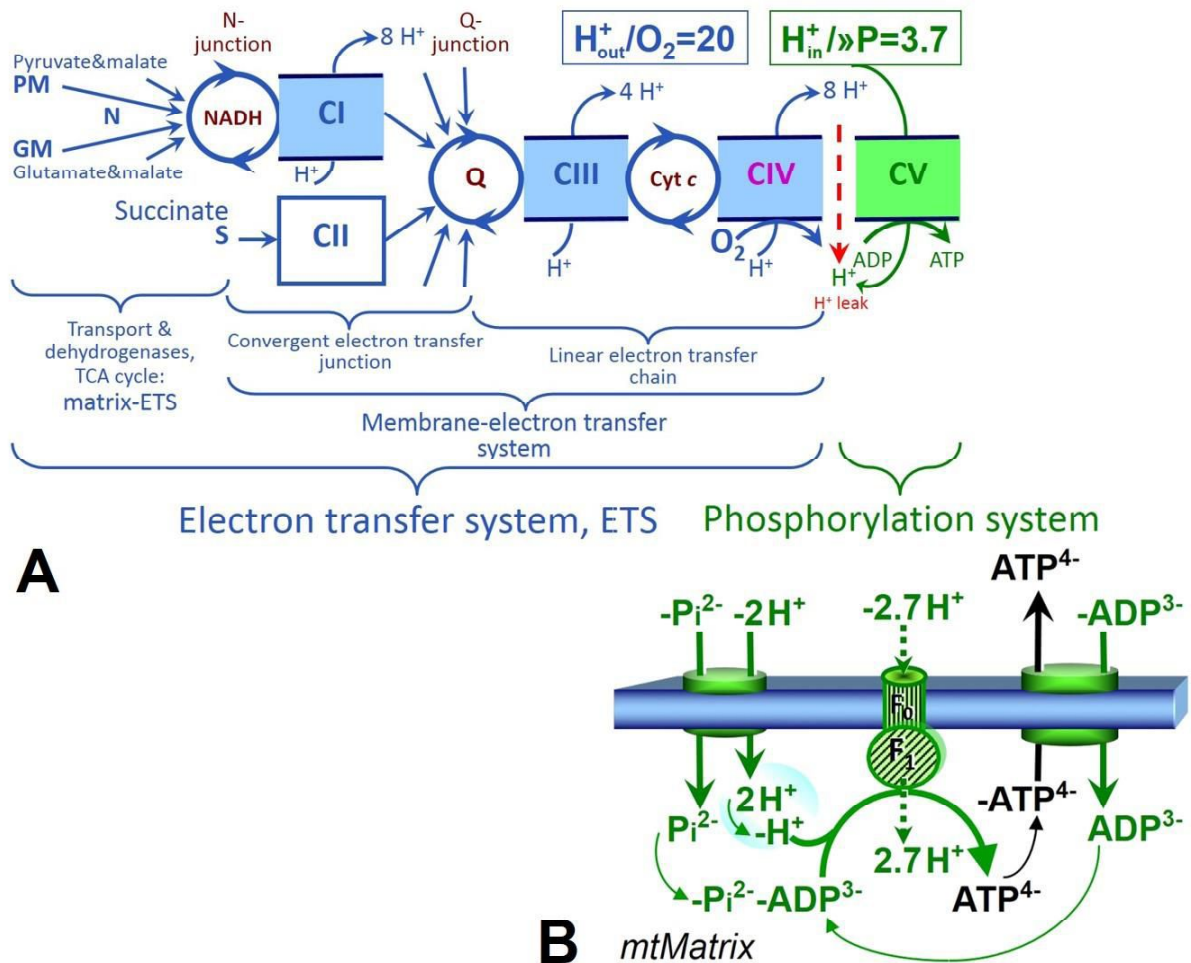 N-
junction
8 H+
Q-
junction
H+out/O2=20
H+in/»P=3.7
Pyruvate&malate
PM
N
GM
Glutamate&malate
NADH
CI
H+
4 H+
8 H+
Q
CIII
Cyt c
CIV
CV
Succinate
S
CII
H+
O2
H+
ADP
ATP
H+
H+ leak
Transport &
dehydrogenases,
TCA cycle:
matrix-ETS
Convergent electron transfer
junction
Linear electron transfer
chain
Membrane-electron transfer
system
Electron transfer system, ETS
Phosphorylation system
A
ATP4-
-Pi2-
-2H+
-2.7H+
-ADP3-
F0
F1
2H+
-H+
Pi2-
2.7H+
-ATP4-
ADP3-
-Pi2--ADP3-
ATP4-
B
mtMatrix